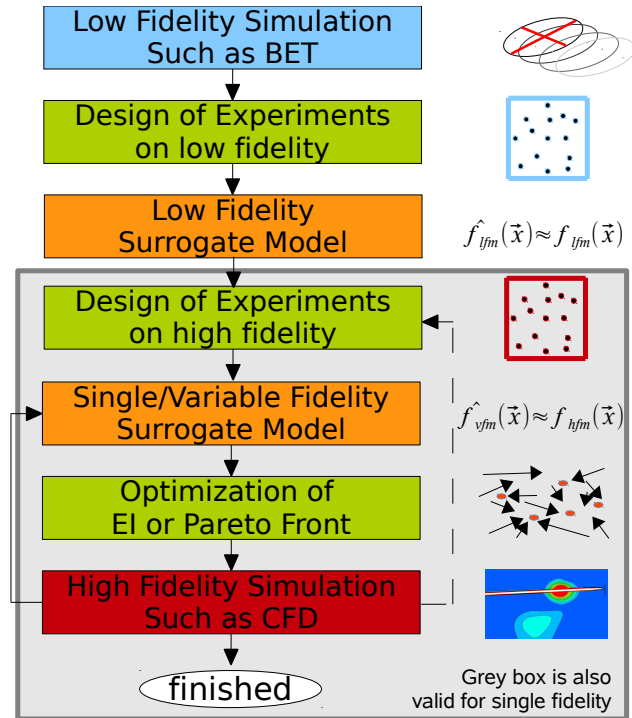 Low Fidelity Simulation
Such as BET
Design of Experiments
on low fidelity
Low Fidelity
Surrogate Model
f̂_lfm(x⃗)≈ f_lfm(x⃗)
Design of Experiments
on high fidelity
Single/Variable Fidelity
Surrogate Model
f̂_vfm(x⃗)≈ f_hfm(x⃗)
Optimization of
EI or Pareto Front
High Fidelity Simulation
Such as CFD
finished
Grey box is also
valid for single fidelity